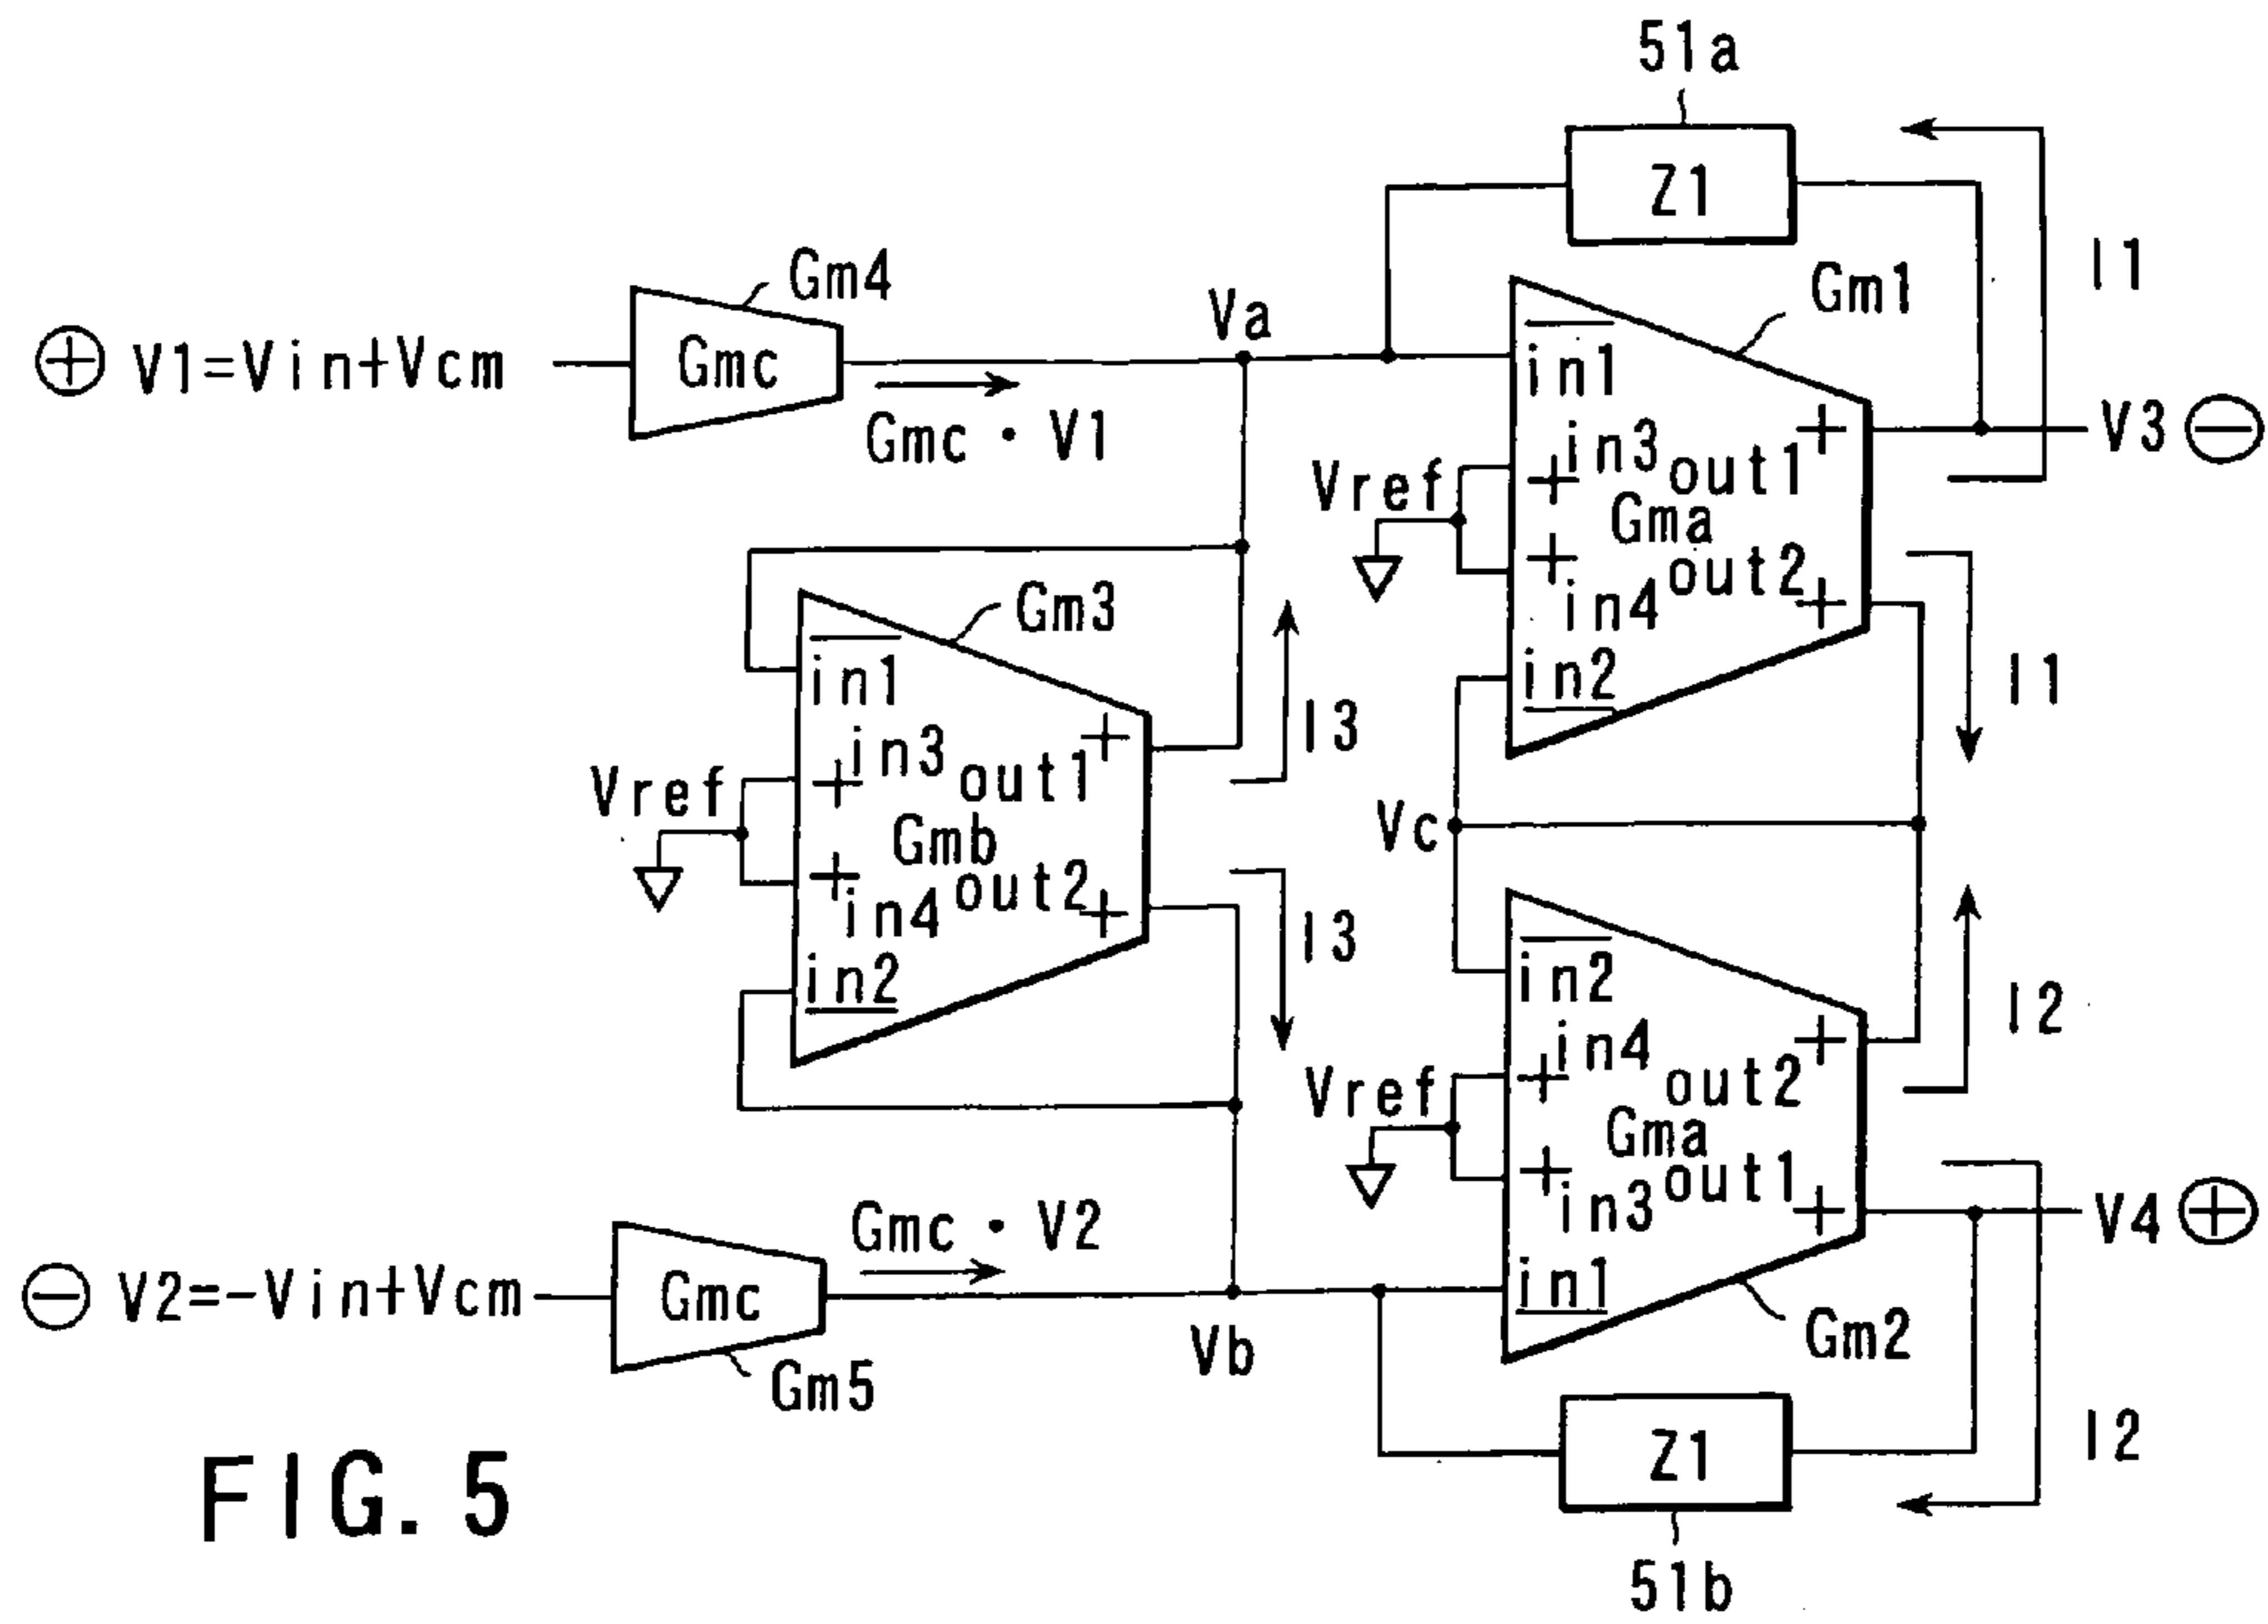 51a
Z1
I1
Gm4
Gm1
Va
⊕ V1=Vin+Vcm
Gmc
Gmc · V1
in1
in3
+
out1
+
V3 ⊖
Vref
Gma
+
in4
out2
+
in2
I1
Gm3
in1
in3
+
out1
+
I3
Vref
Gmb
+
in4
out2
+
in2
I3
Vc
in2
in4
+
out2
+
I2
Vref
Gma
+
in3
out1
+
in1
V4 ⊕
Gmc · V2
⊖ V2=-Vin+Vcm
Gmc
Gm5
Vb
Gm2
Z1
I2
51b
FIG. 5